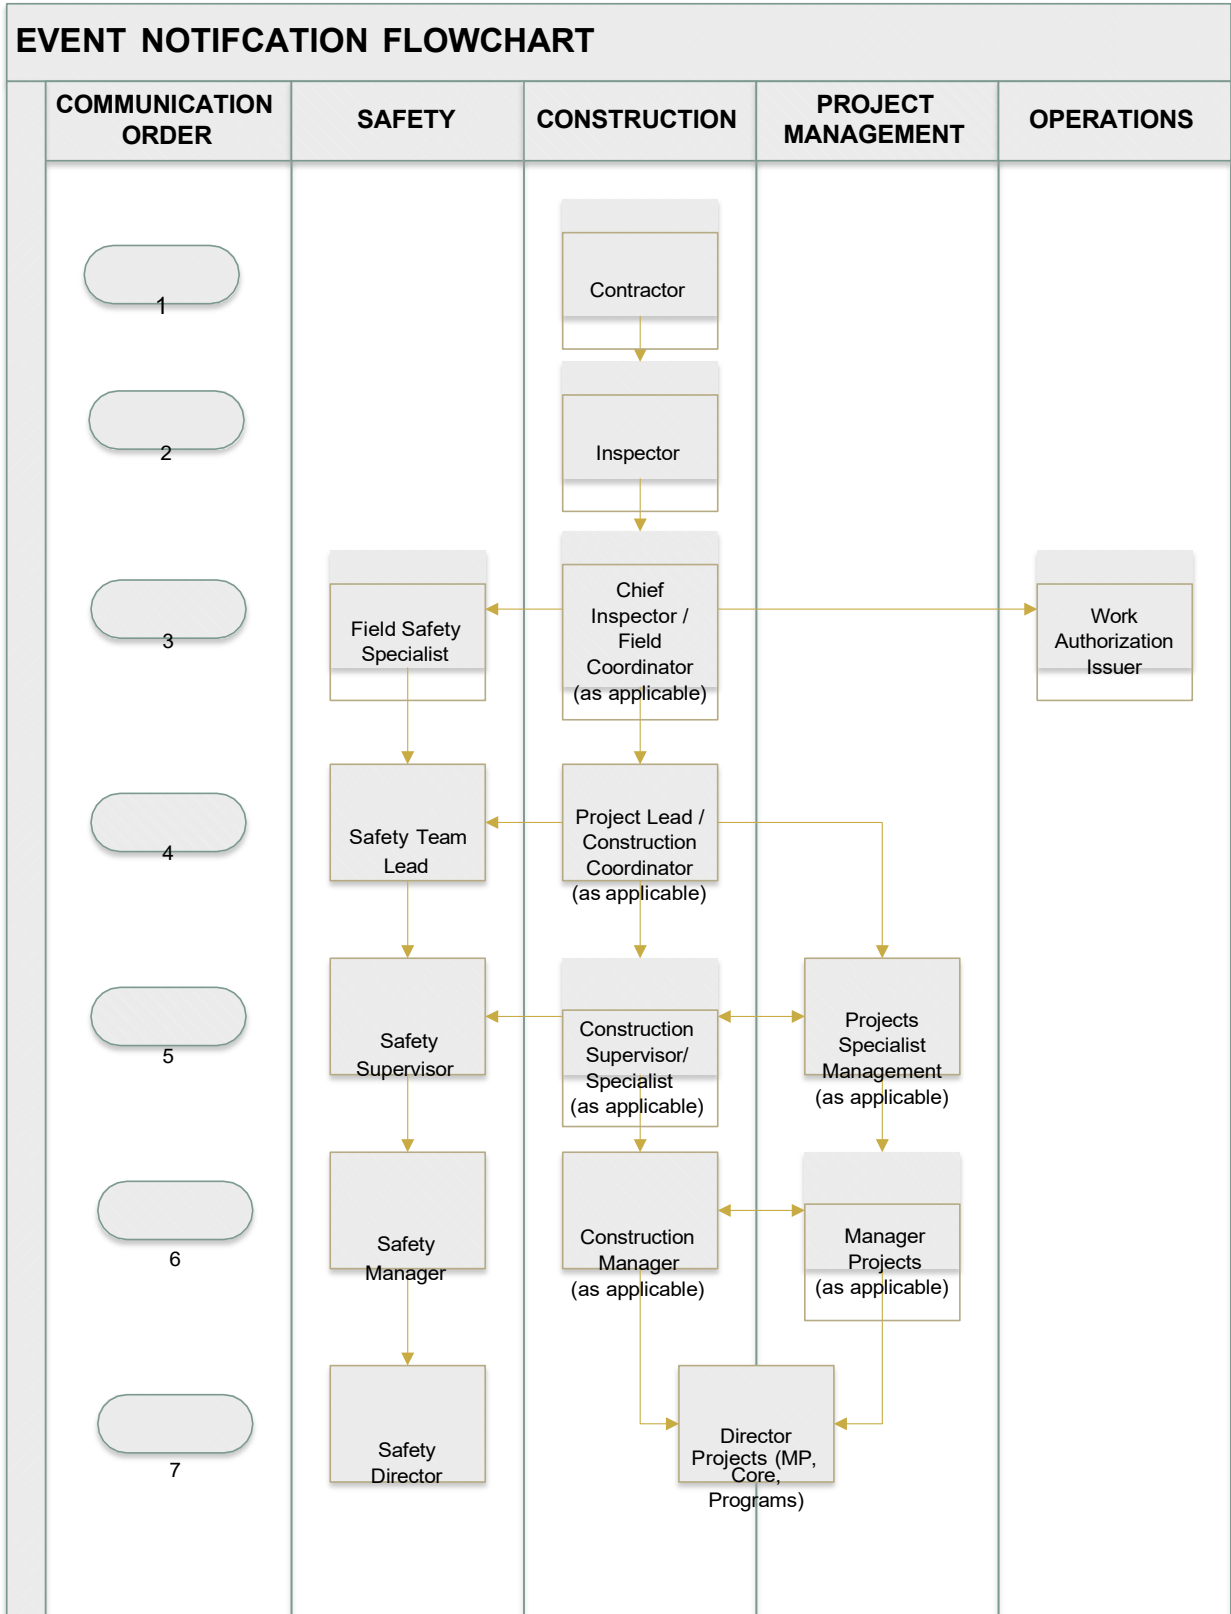 EVENT NOTIFCATION FLOWCHART
COMMUNICATION
ORDER
SAFETY
CONSTRUCTION
PROJECT
MANAGEMENT
OPERATIONS
1
Contractor
2
Inspector
3
Field Safety
Specialist
Chief
Inspector /
Field
Coordinator
(as applicable)
Work
Authorization
Issuer
4
Safety Team
Lead
Project Lead /
Construction
Coordinator
(as applicable)
5
Safety
Supervisor
Construction
Supervisor/
Specialist
(as applicable)
Projects
Specialist
Management
(as applicable)
6
Safety
Manager
Construction
Manager
(as applicable)
Manager
Projects
(as applicable)
7
Safety
Director
Director
Projects (MP,
Core,
Programs)